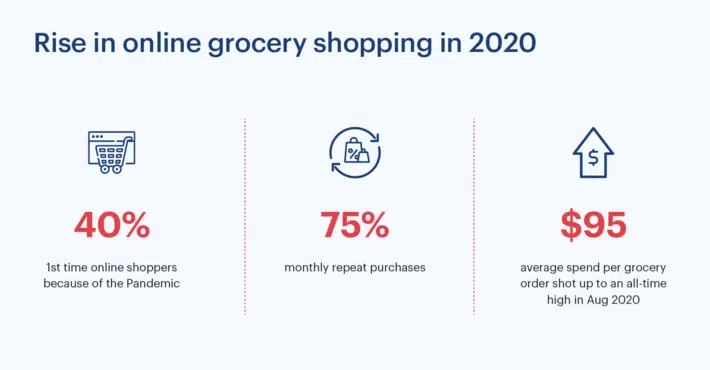 Rise in online grocery shopping in 2020
40%
1st time online shoppers
because of the Pandemic
%
75%
monthly repeat purchases
$
$95
average spend per grocery
order shot up to an all-time
high in Aug 2020